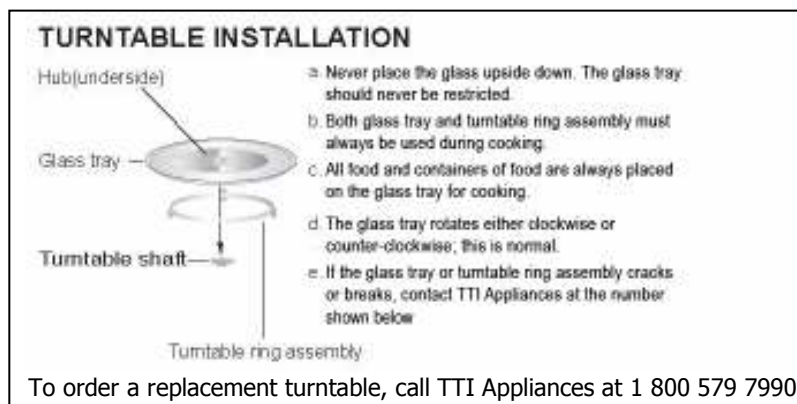 TURNTABLE INSTALLATION
Hub(underside)
Glass tray
Turntable shaft
Turntable ring assembly
a. Never place the glass upside down. The glass tray
should never be restricted.
b. Both glass tray and turntable ring assembly must
always be used during cooking.
c. All food and containers of food are always placed
on the glass tray for cooking.
d. The glass tray rotates either clockwise or
counter-clockwise; this is normal.
e. If the glass tray or turntable ring assembly cracks
or breaks, contact TTI Appliances at the number
shown below
To order a replacement turntable, call TTI Appliances at 1 800 579 7990